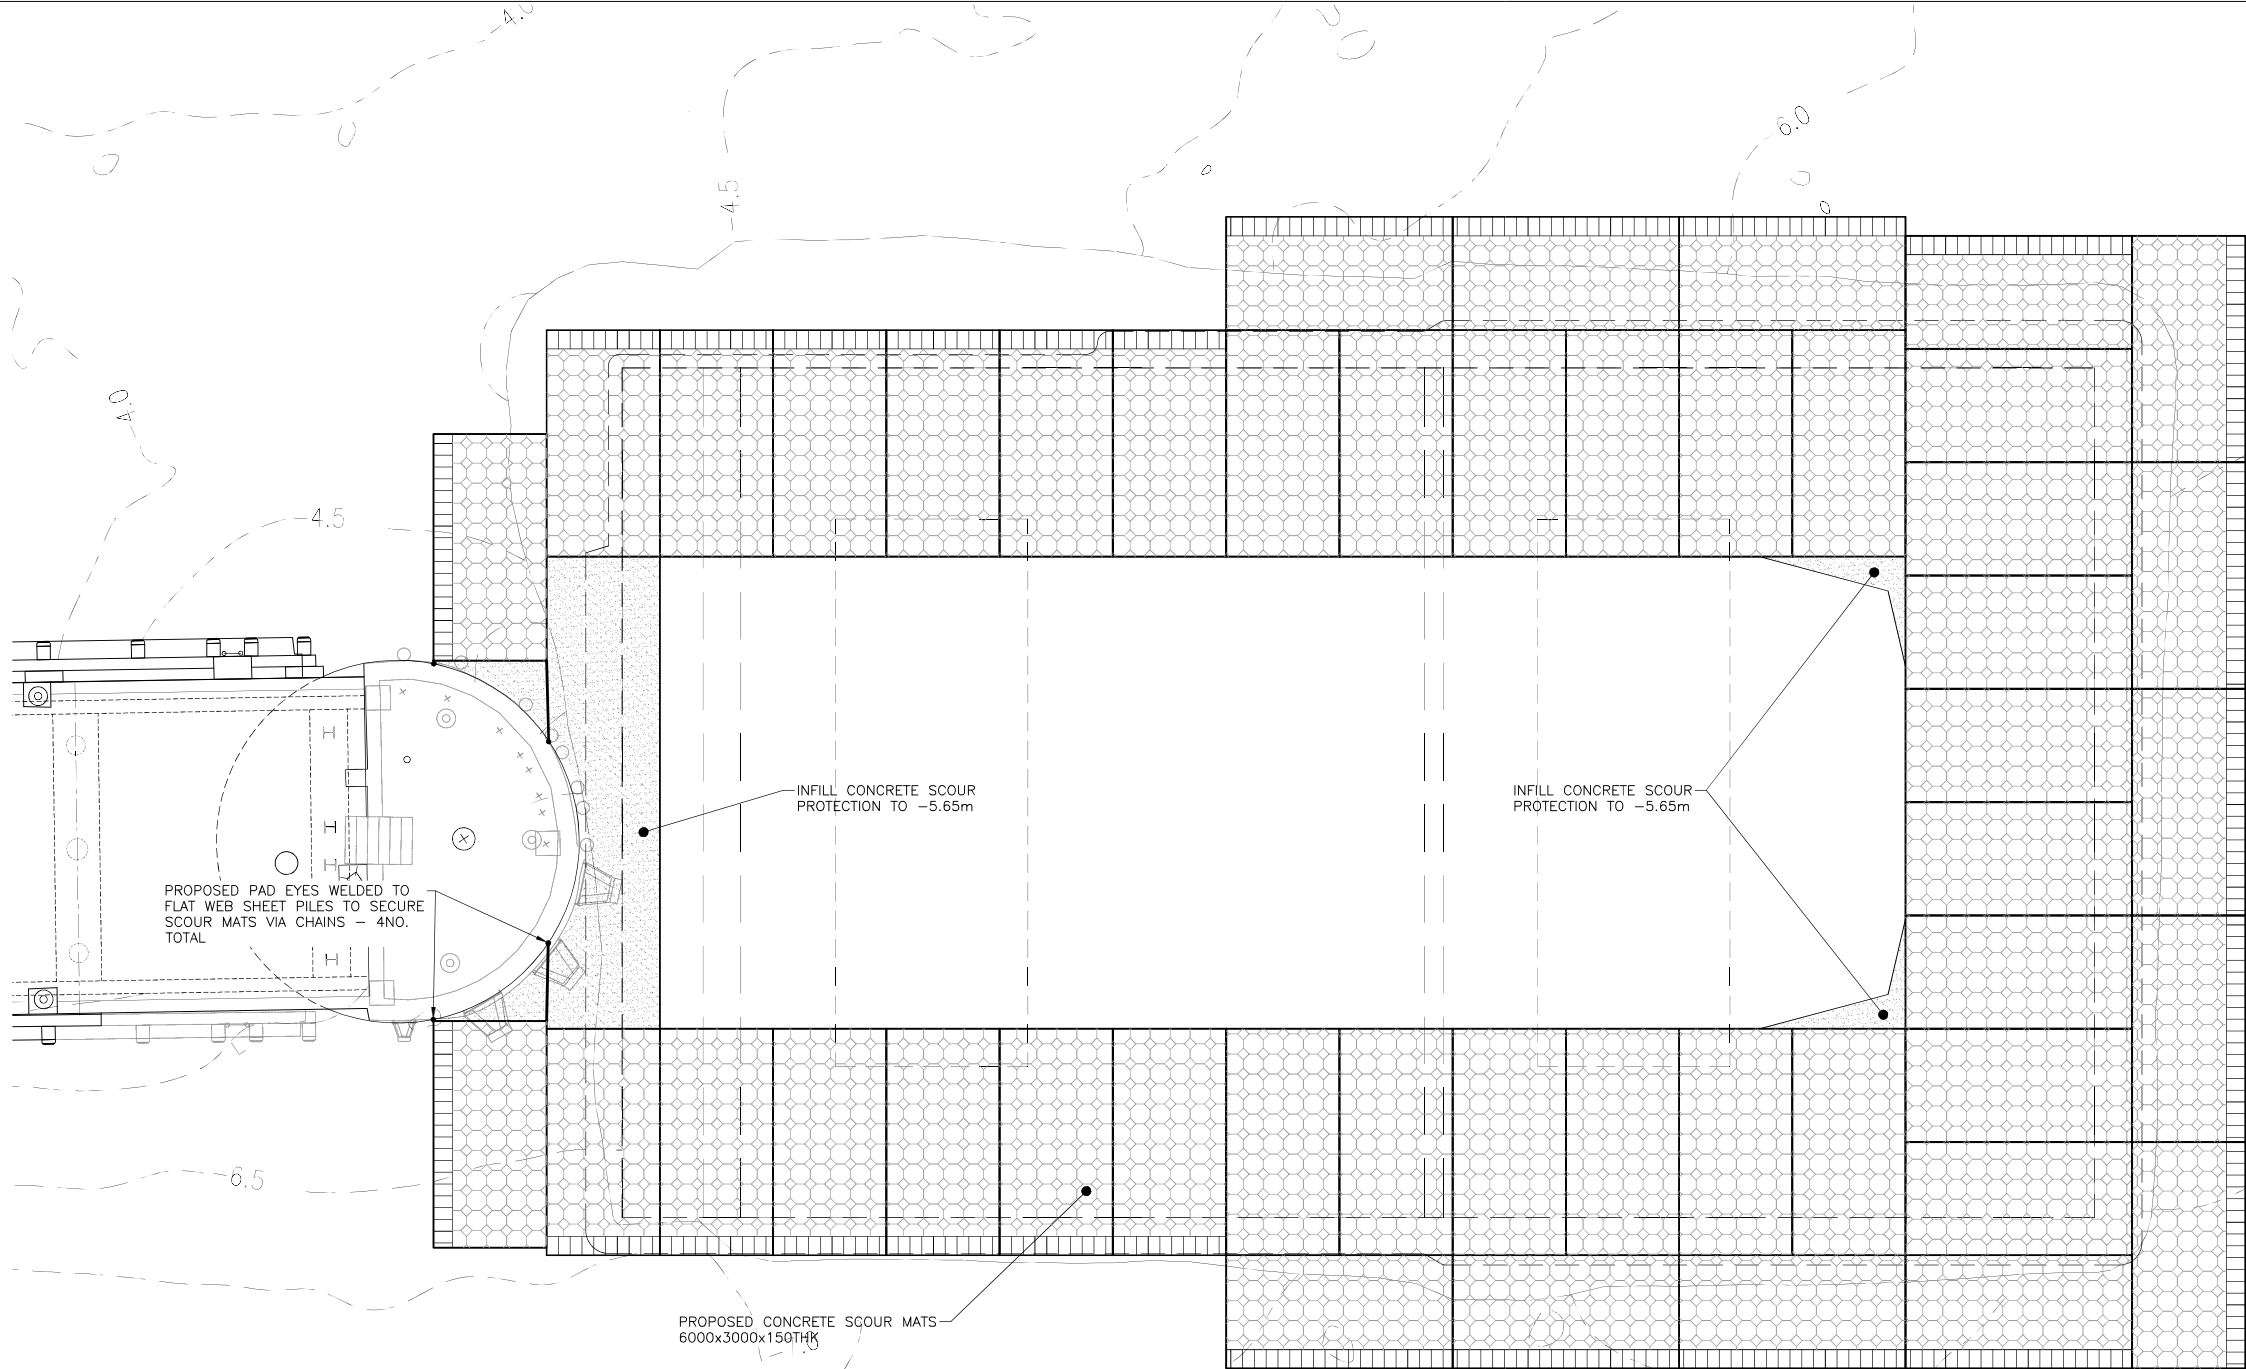 -4.0
6.0
-4.5
4.0
-4.5
INFILL CONCRETE SCOUR
PROTECTION TO -5.65m
INFILL CONCRETE SCOUR
PROTECTION TO -5.65m
PROPOSED PAD EYES WELDED TO
FLAT WEB SHEET PILES TO SECURE
SCOUR MATS VIA CHAINS - 4NO.
TOTAL
-6.5
PROPOSED CONCRETE SCOUR MATS
6000x3000x150THK